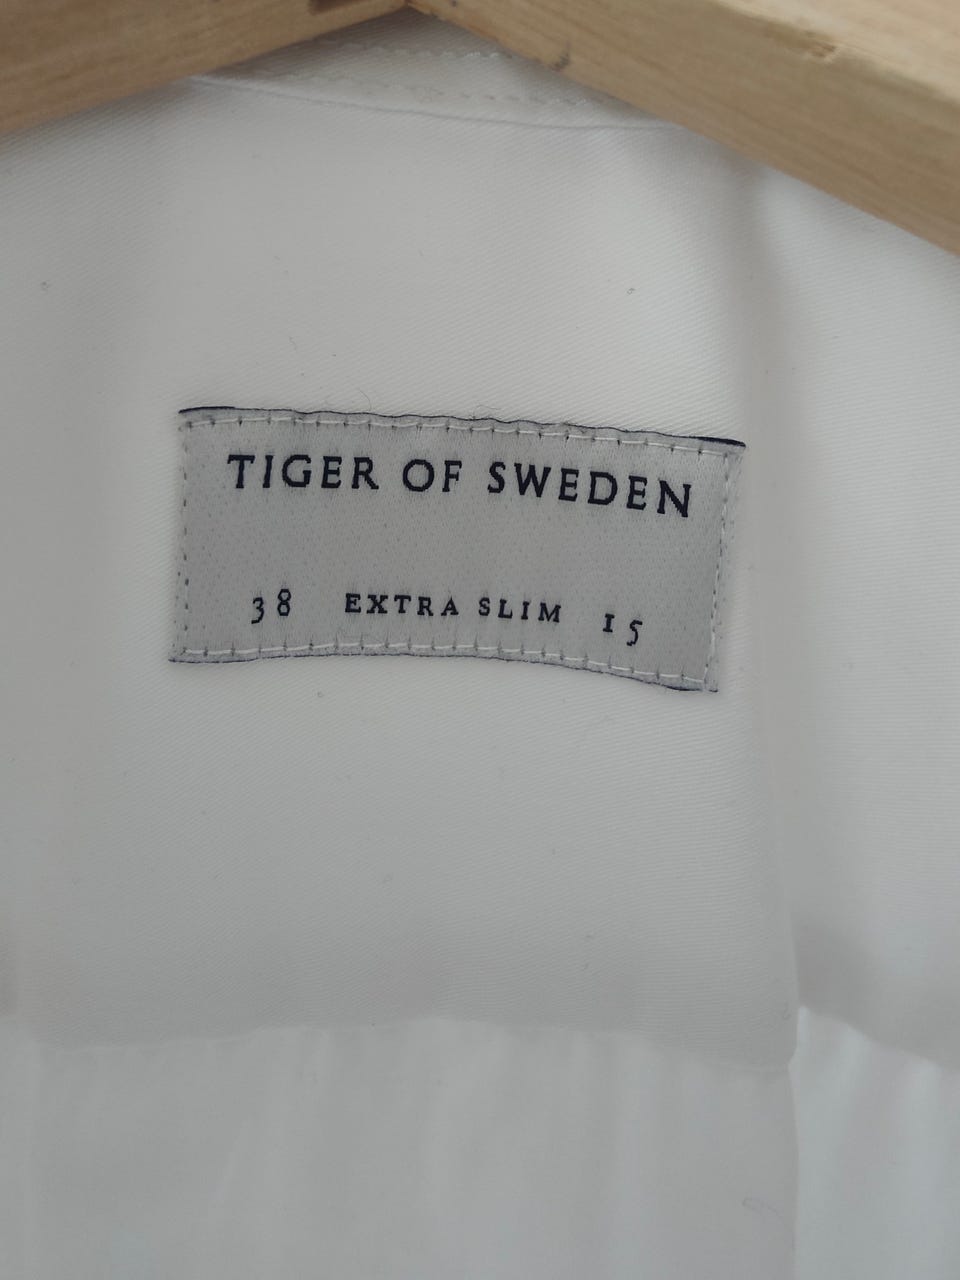 TIGER OF SWEDEN
38 EXTRA SLIM 15